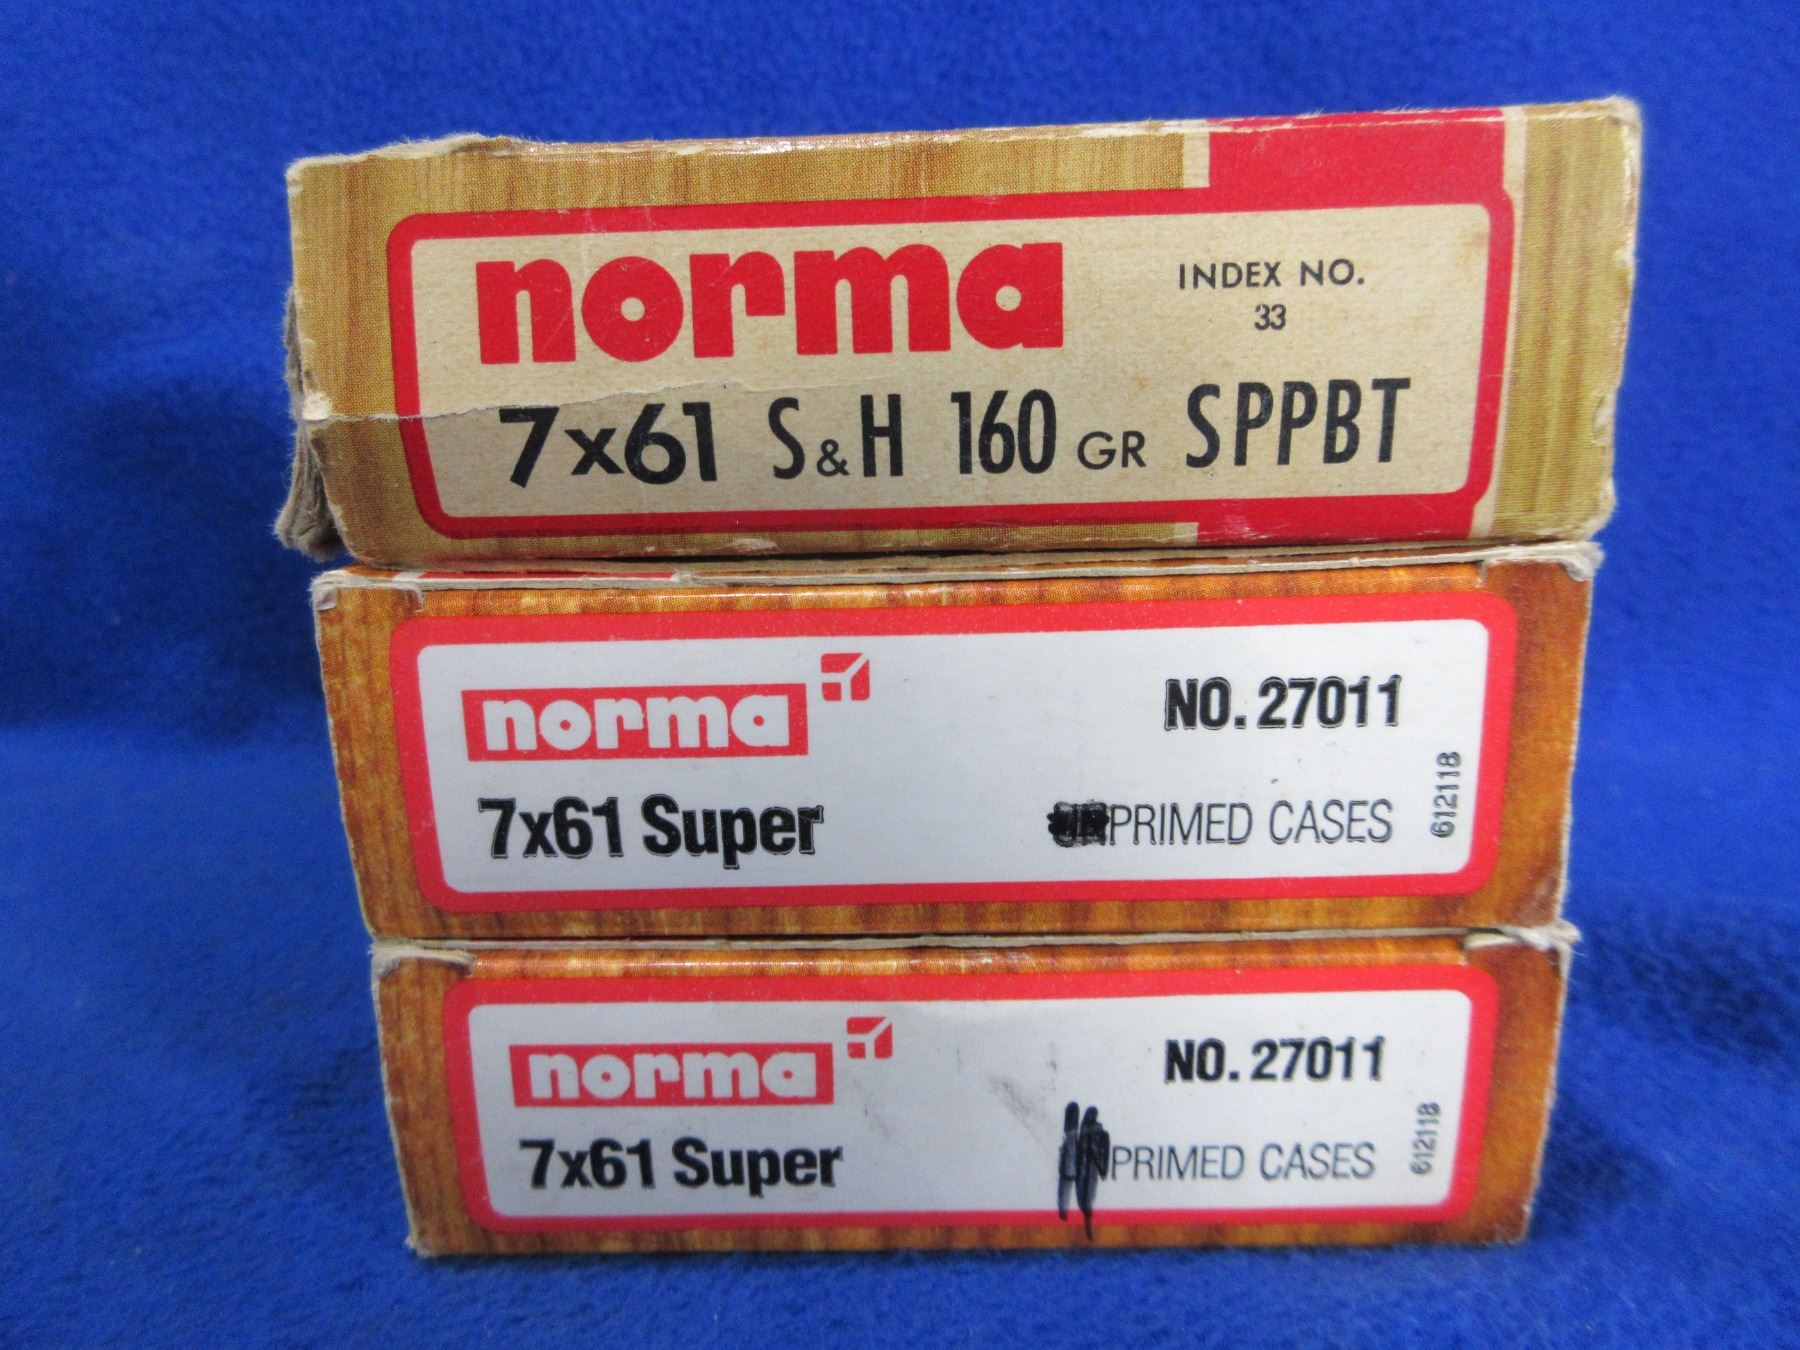 norma
INDEX NO.
33
7x61 S&H 160 GR SPPBT
norma
NO. 27011
7x61 Super
PRIMED CASES
612118
norma
NO. 27011
7x61 Super
PRIMED CASES
612118